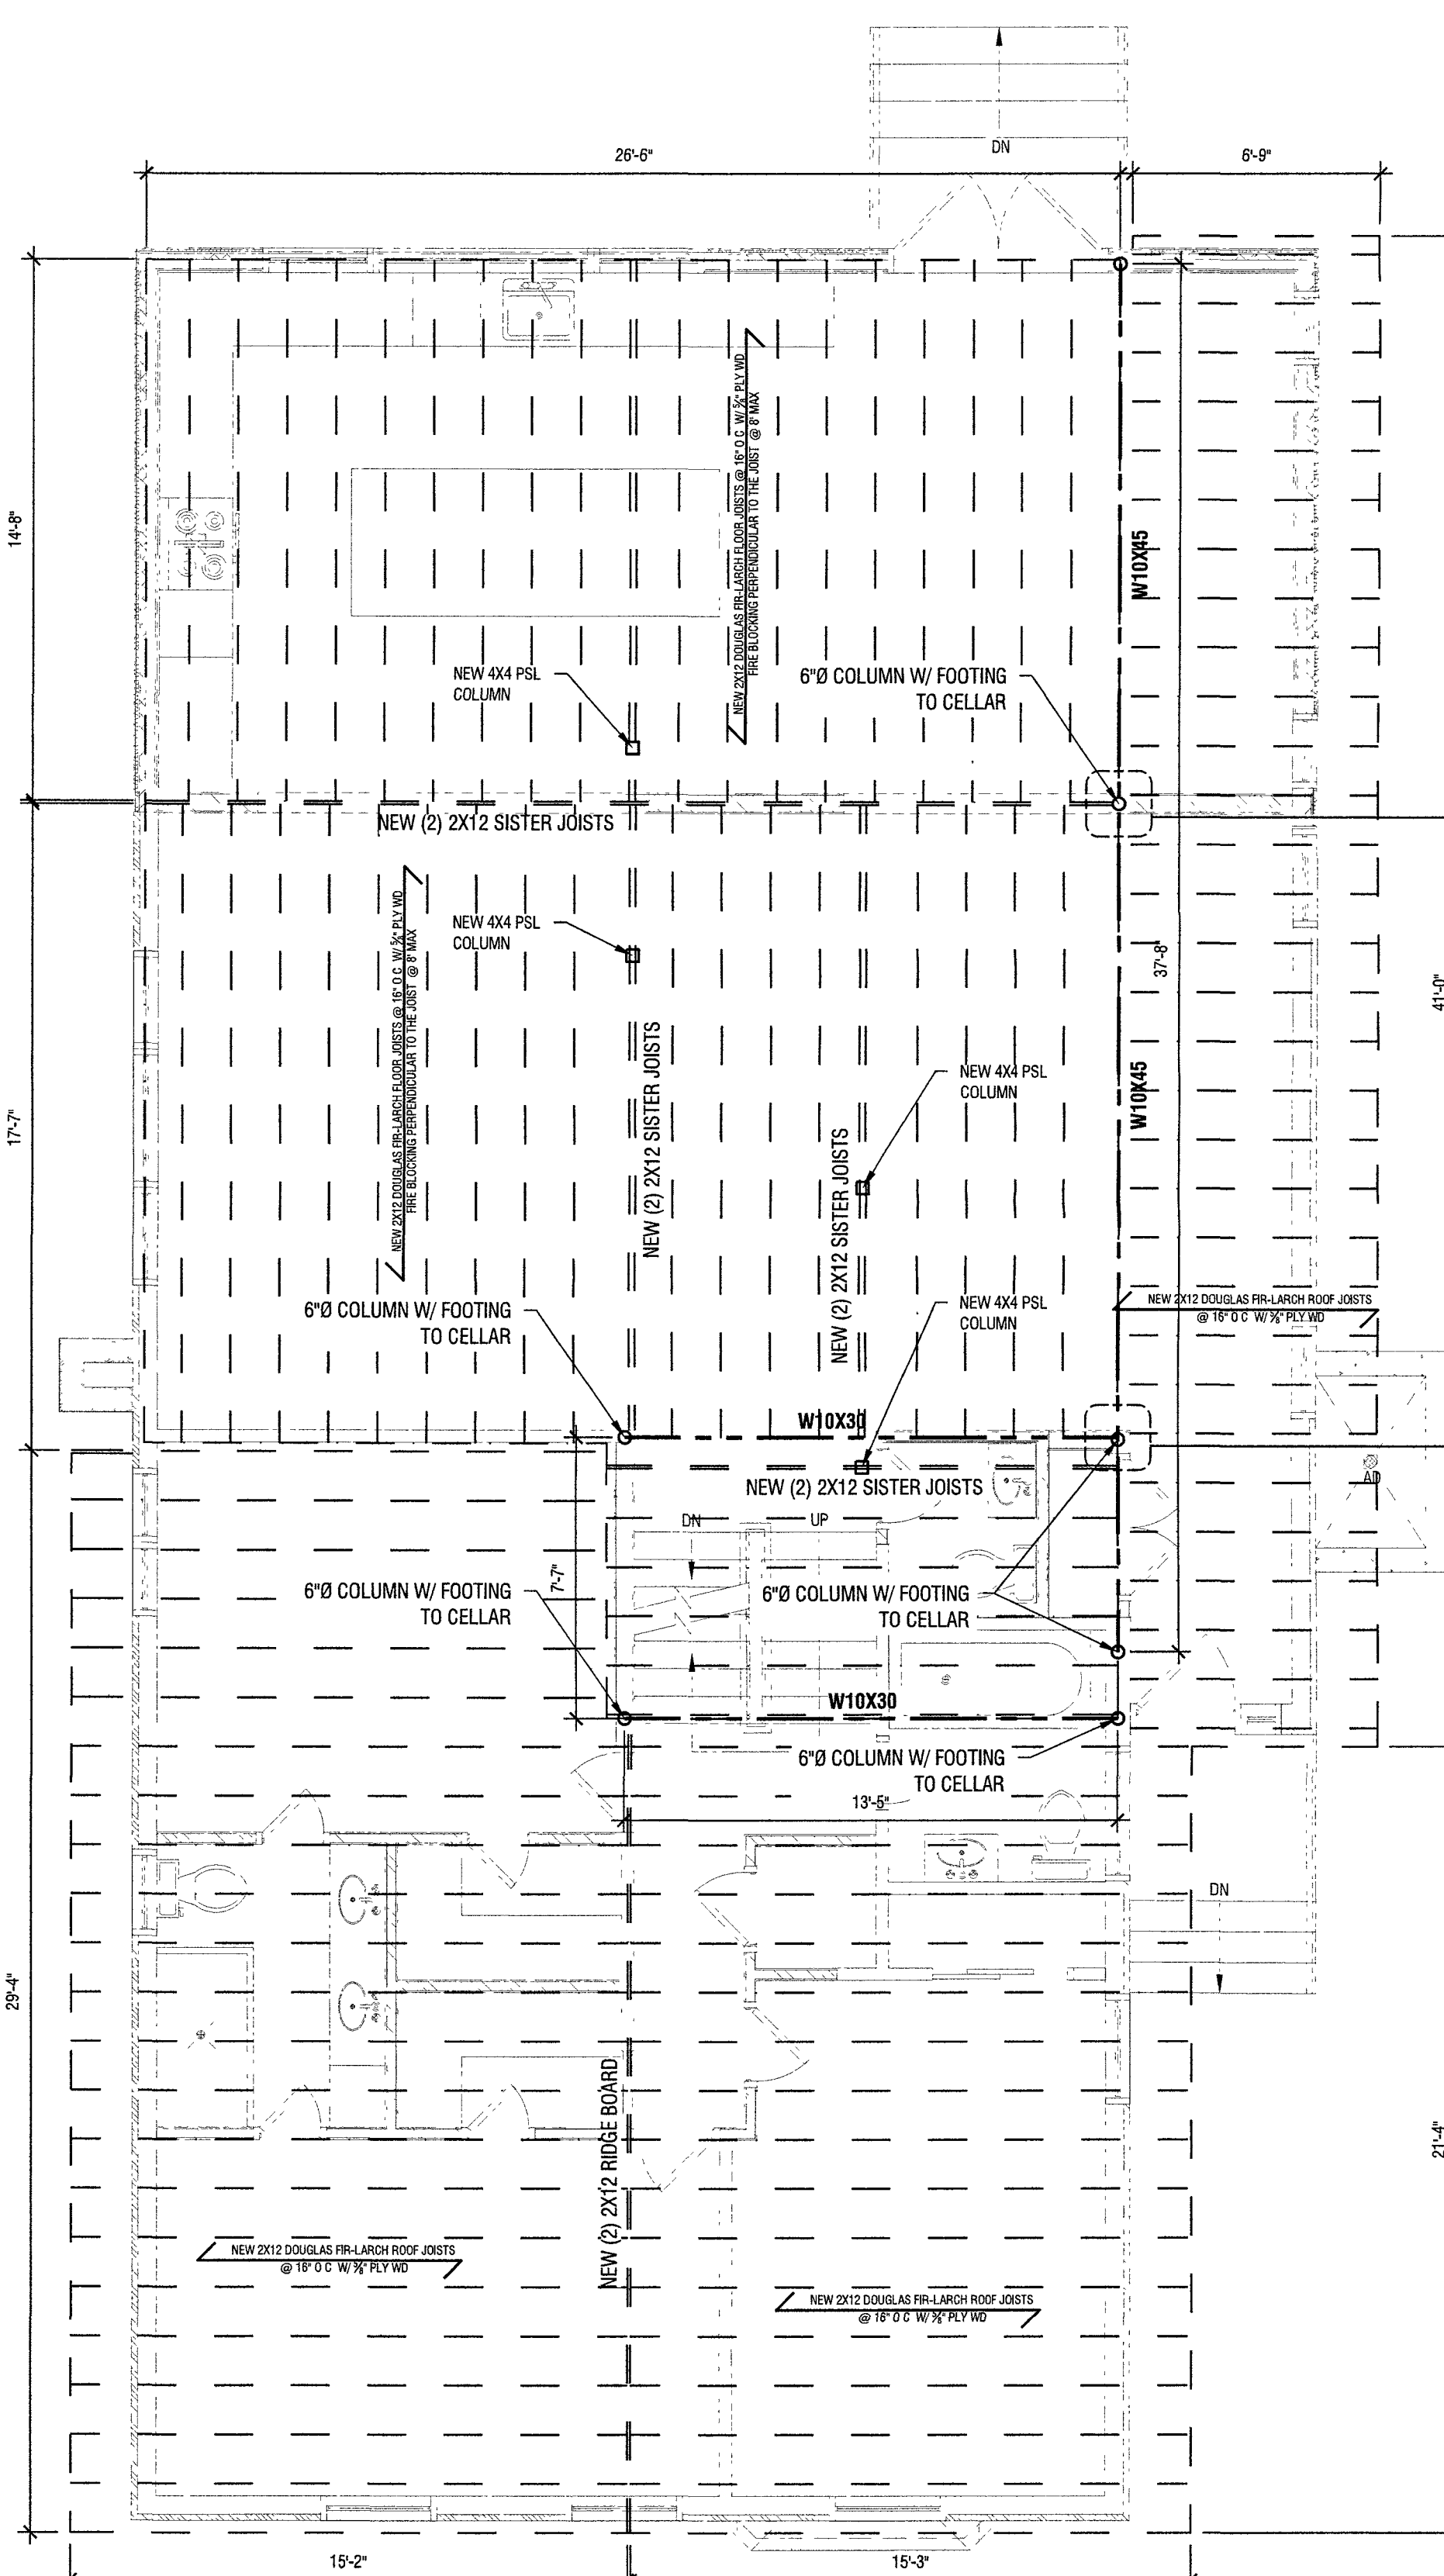 DN
26'-6"
6'-9"
14'-8"
NEW 2X12 DOUGLAS FIR-LARCH FLOOR JOISTS @ 16" O C W/ ⅝" PLY WD
FIRE BLOCKING PERPENDICULAR TO THE JOIST @ 8' MAX
W10X45
NEW 4X4 PSL
COLUMN
6"Ø COLUMN W/ FOOTING
TO CELLAR
NEW (2) 2X12 SISTER JOISTS
NEW 4X4 PSL
COLUMN
NEW 2X12 DOUGLAS FIR-LARCH FLOOR JOISTS @ 16" O C W/ ⅝" PLY WD
FIRE BLOCKING PERPENDICULAR TO THE JOIST @ 8' MAX
37'-8"
41'-0"
17'-7"
NEW (2) 2X12 SISTER JOISTS
NEW 4X4 PSL
COLUMN
W10X45
NEW (2) 2X12 SISTER JOISTS
6"Ø COLUMN W/ FOOTING
TO CELLAR
NEW 4X4 PSL
COLUMN
NEW 2X12 DOUGLAS FIR-LARCH ROOF JOISTS
@ 16" O C W/ ⅝" PLY WD
W10X30
NEW (2) 2X12 SISTER JOISTS
AD
DN
UP
7'-7"
6"Ø COLUMN W/ FOOTING
TO CELLAR
6"Ø COLUMN W/ FOOTING
TO CELLAR
W10X30
6"Ø COLUMN W/ FOOTING
TO CELLAR
13'-5"
DN
29'-4"
NEW (2) 2X12 RIDGE BOARD
21'-4"
NEW 2X12 DOUGLAS FIR-LARCH ROOF JOISTS
@ 16" O C W/ ⅝" PLY WD
NEW 2X12 DOUGLAS FIR-LARCH ROOF JOISTS
@ 16" O C W/ ⅝" PLY WD
15'-2"
15'-3"